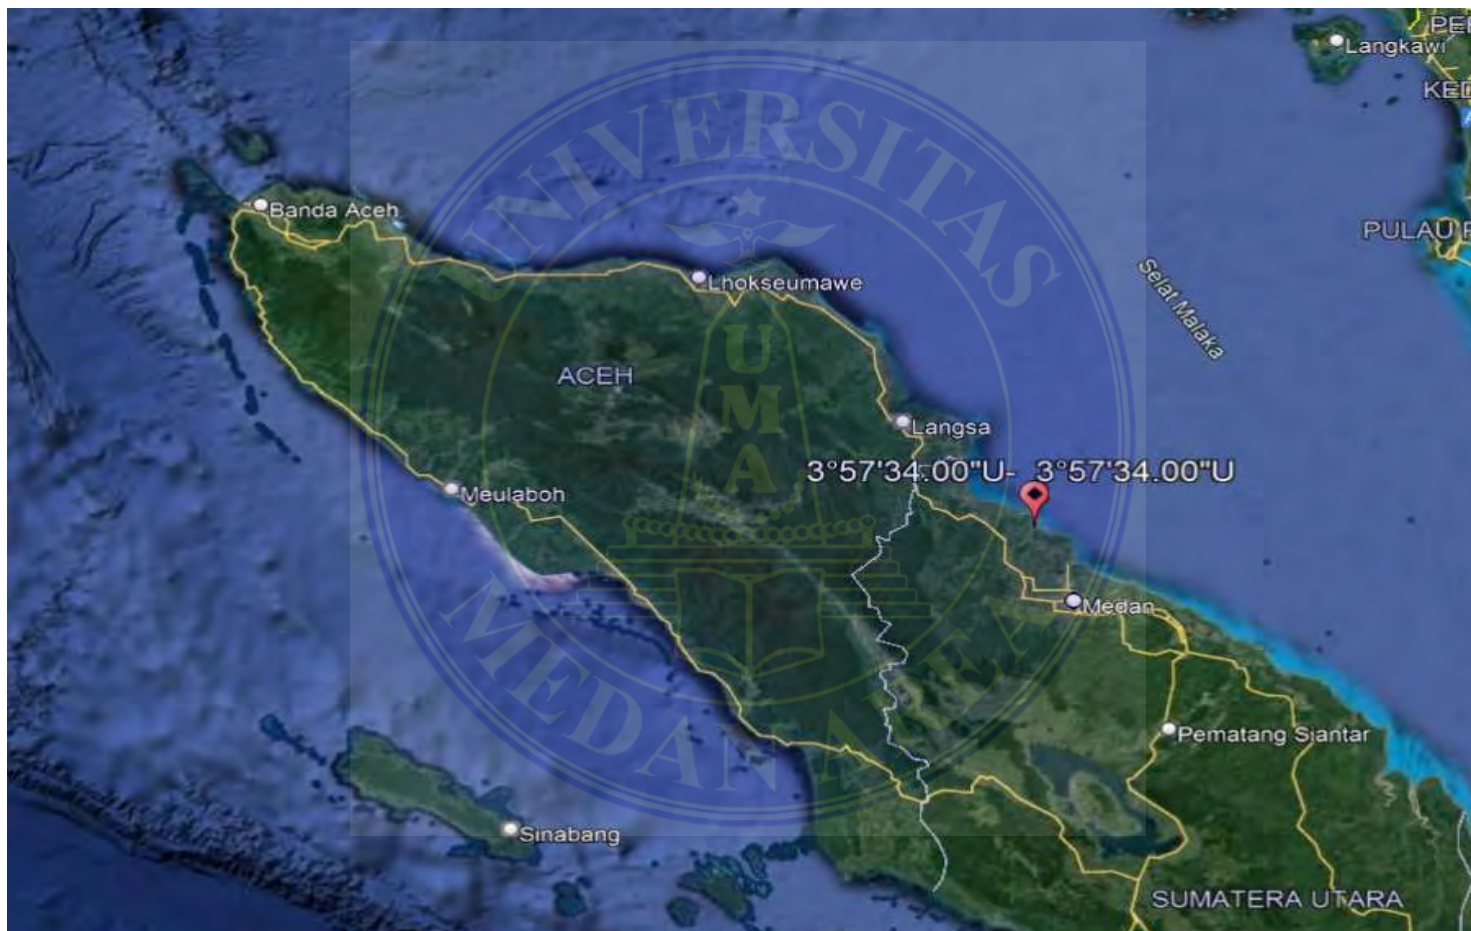 Langkawi
PE
KED
UNIVERSITAS
Banda Aceh
PULAU P
Lhokseumawe
Selat Malaka
UMA
ACEH
Langsa
3°57'34.00"U- 3°57'34.00"U
Meulaboh
Medan
MEDAN AREA
Pematang Siantar
Sinabang
SUMATERA UTARA